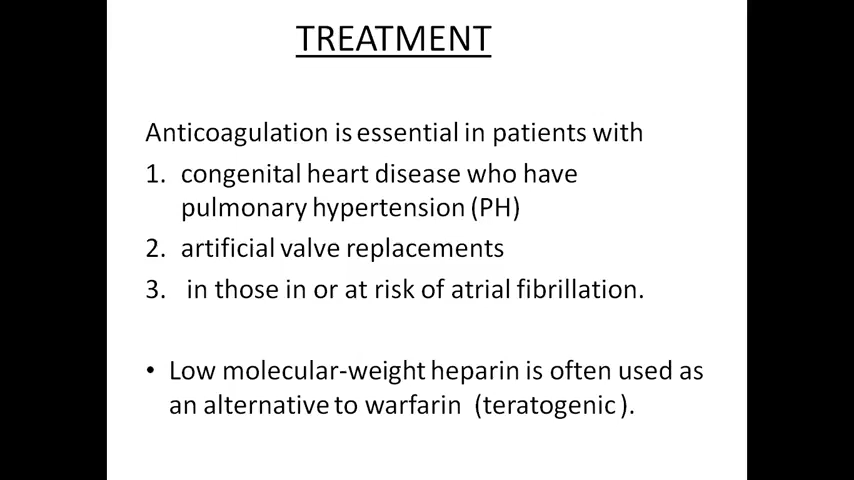 TREATMENT
Anticoagulation is essential in patients with
1. congenital heart disease who have
pulmonary hypertension (PH)
2. artificial valve replacements
3. in those in or at risk of atrial fibrillation.
• Low molecular-weight heparin is often used as
an alternative to warfarin (teratogenic ).